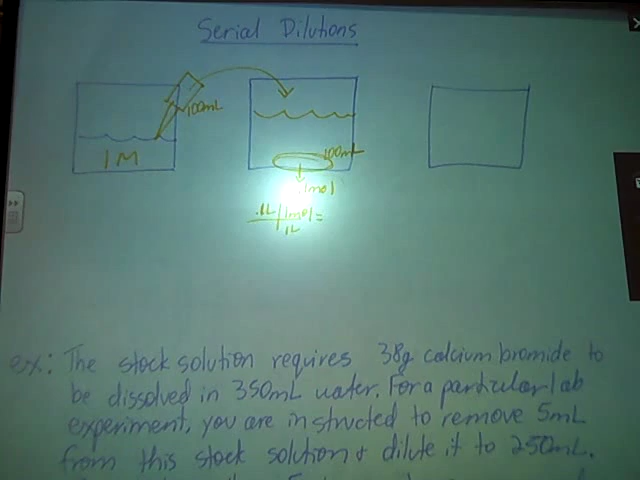 Serial Dilutions
100mL
1M
100mL
.1mol
.1L | 1mol =
1L
ex.: The stock solution requires 38g calcium bromide to
be dissolved in 350mL water. For a particular lab
experiment, you are instructed to remove 5mL
from this stock solution & dilute it to 250mL.